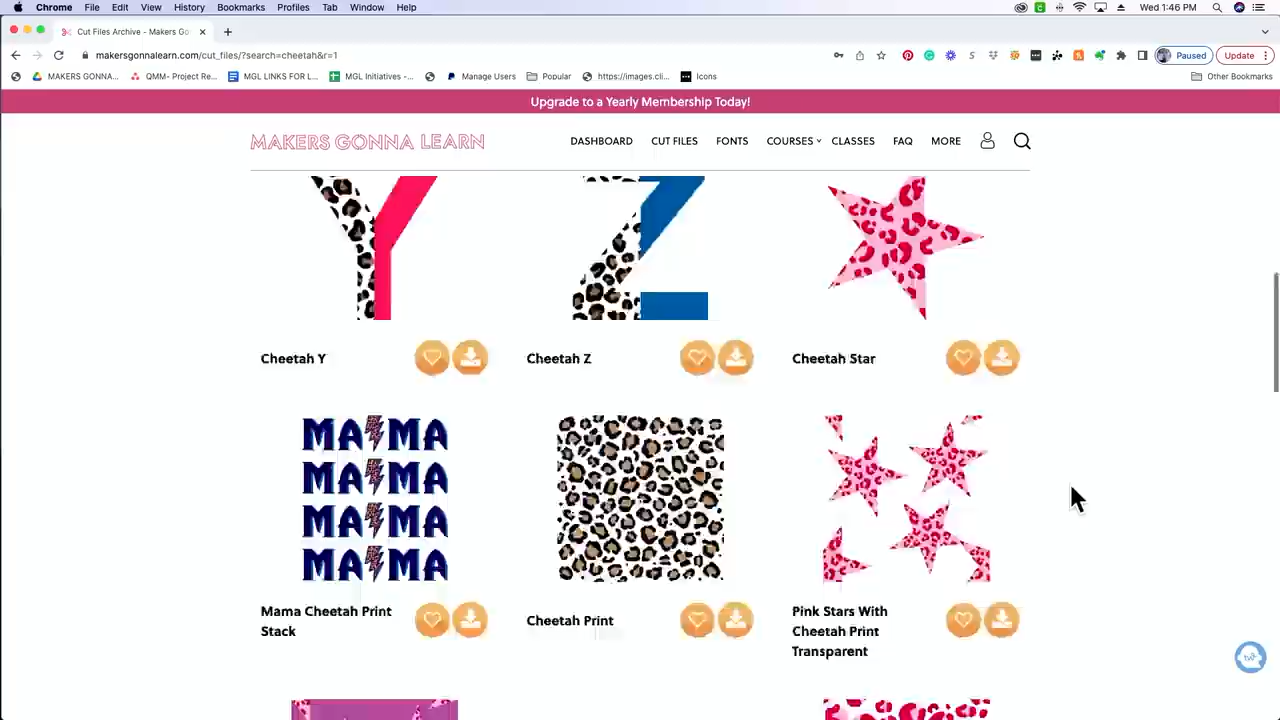 Chrome File Edit View History Bookmarks Profiles Tab Window Help
Wed 1:46 PM
Cut Files Archive - Makers Go
makersgonnalearn.com/cut_files/?search=cheetah&r=1
Paused
Update
MAKERS GONNA...
QMM- Project Re...
MGL LINKS FOR L...
MGL Initiatives -...
Manage Users
Popular
https://images.cli...
Icons
Other Bookmarks
Upgrade to a Yearly Membership Today!
MAKERS GONNA LEARN
DASHBOARD CUT FILES FONTS COURSES CLASSES FAQ MORE
Y
Z
Cheetah Y
Cheetah Z
Cheetah Star
MAMA
MAMA
MAMA
MAMA
Mama Cheetah Print
Stack
Cheetah Print
Pink Stars With
Cheetah Print
Transparent